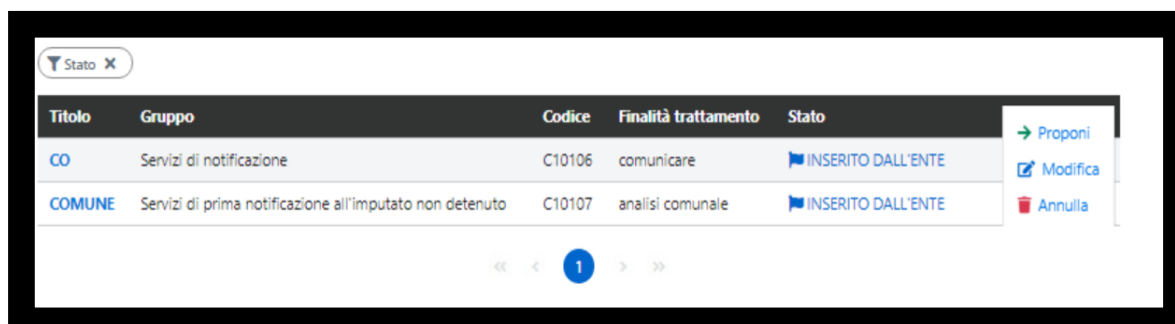 Stato ✕
Titolo Gruppo Codice Finalità trattamento Stato
Proponi
CO Servizi di notificazione C10106 comunicare INSERITO DALL'ENTE
Modifica
COMUNE Servizi di prima notificazione all'imputato non detenuto C10107 analisi comunale INSERITO DALL'ENTE
Annulla
« < 1 > »